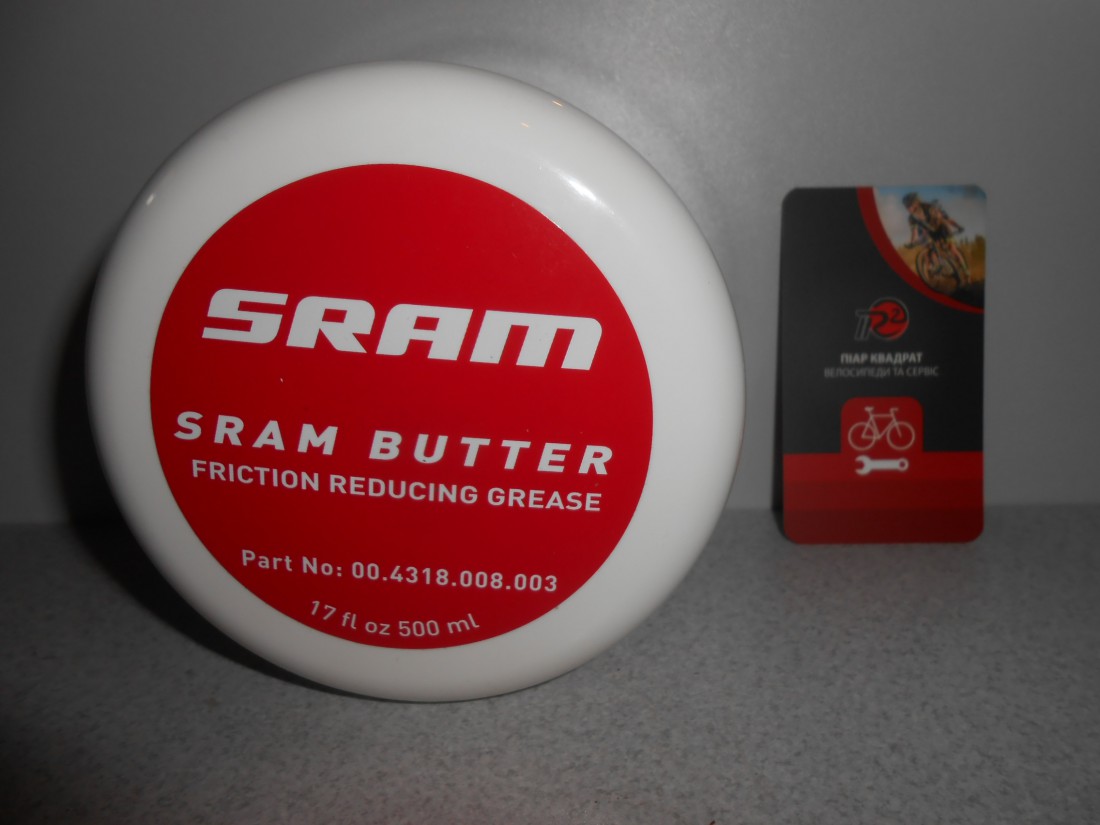 SRAM
SRAM BUTTER
FRICTION REDUCING GREASE
Part No: 00.4318.008.003
17 fl oz 500 ml
ПІАР КВАДРАТ
ВЕЛОСИПЕДИ ТА СЕРВІС